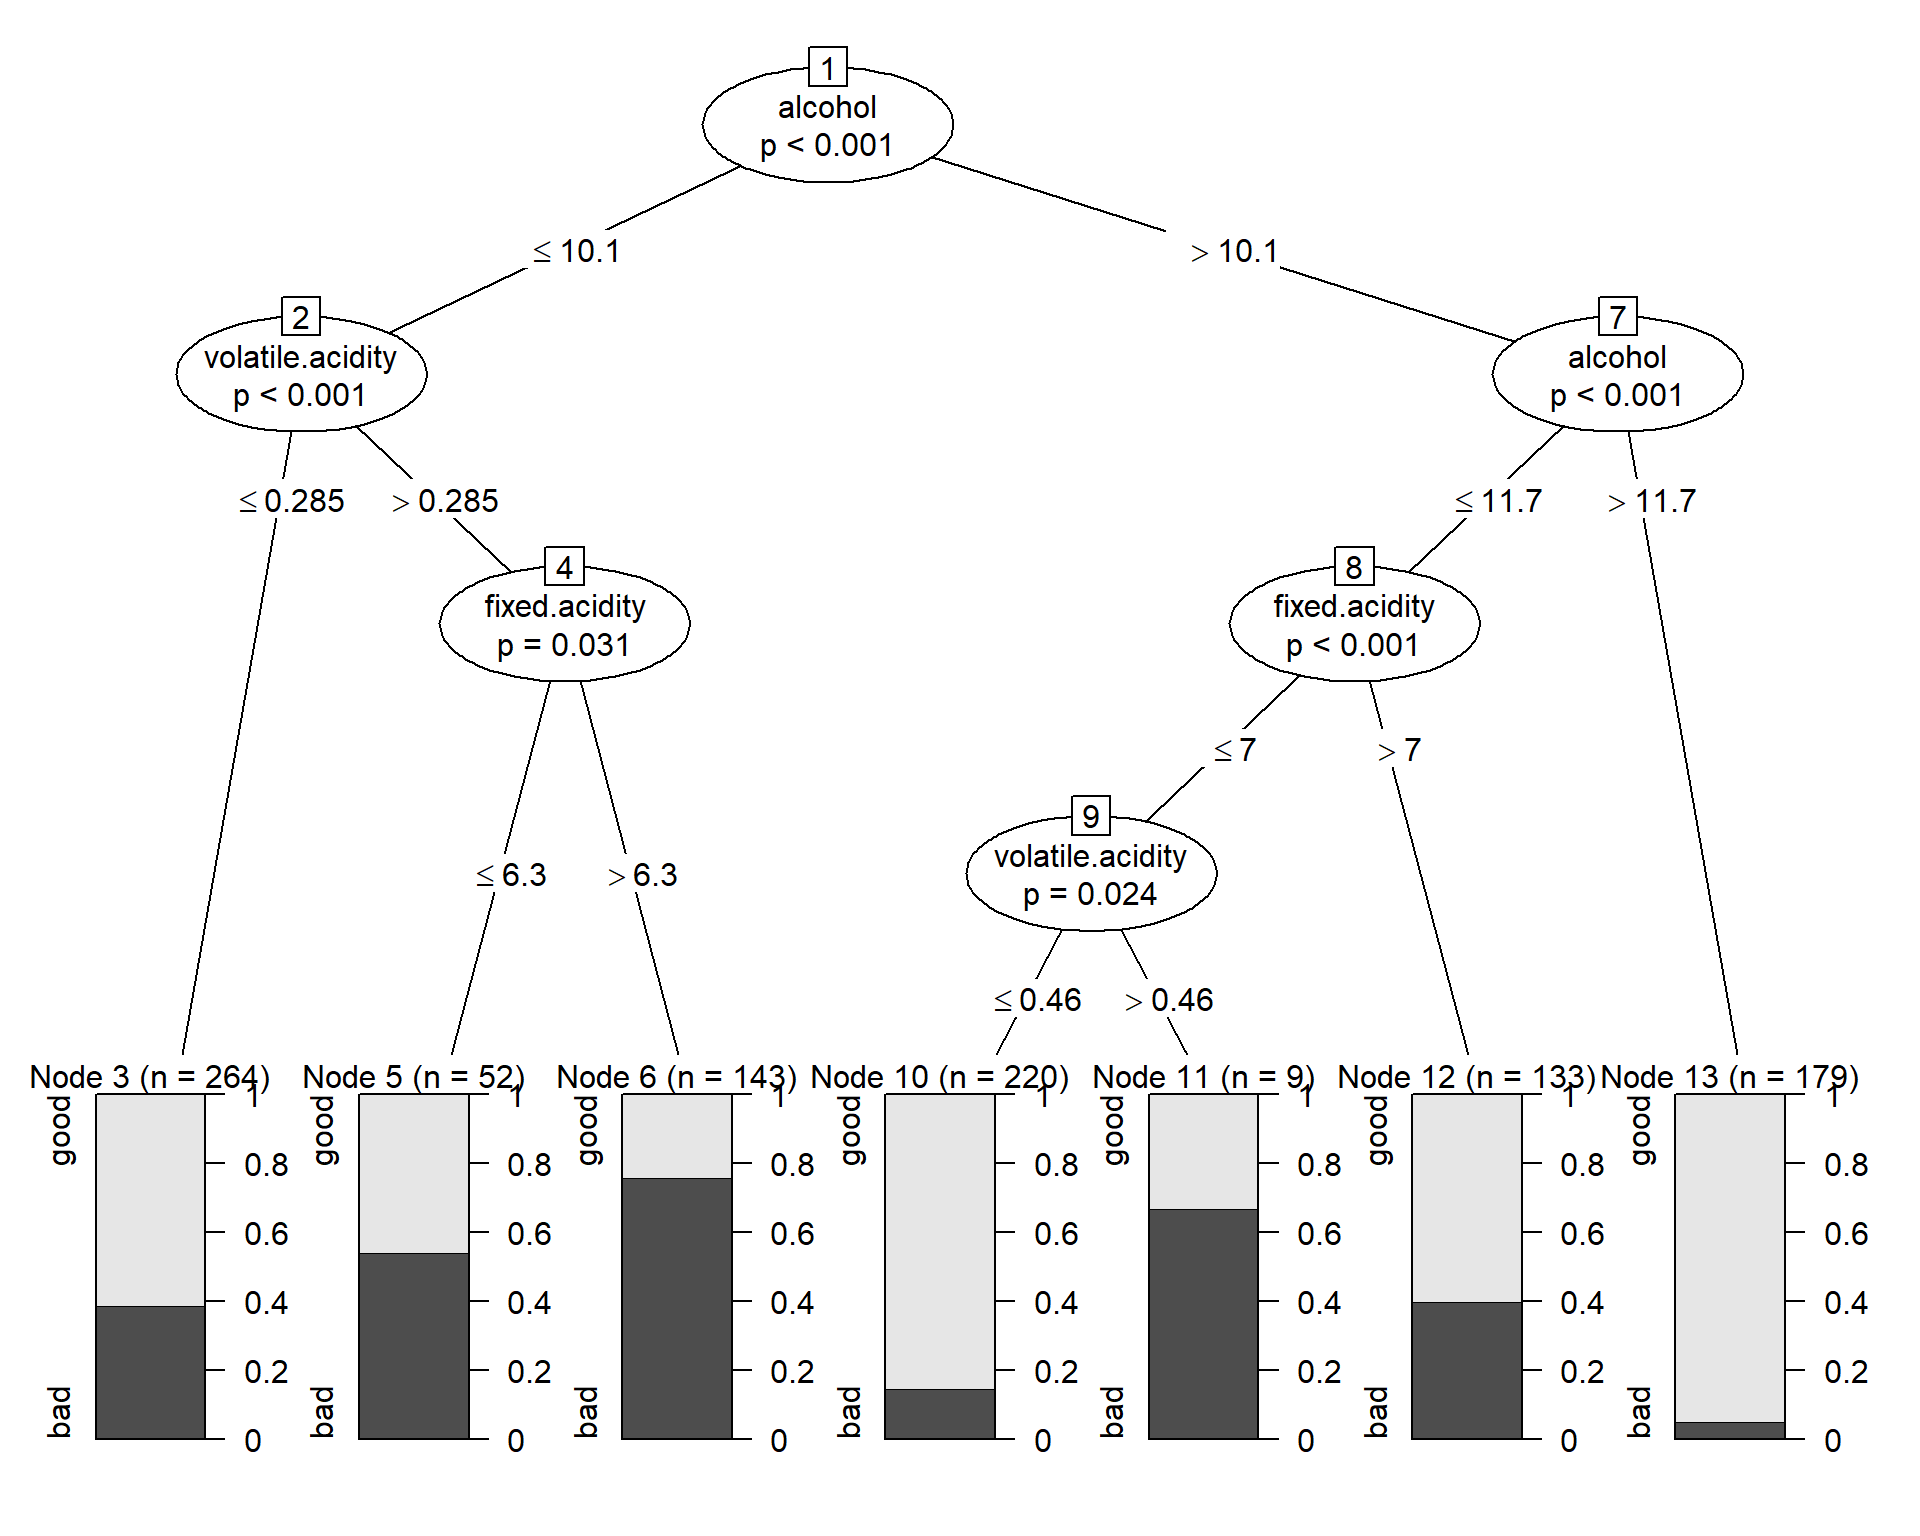 1
alcohol
p < 0.001
≤ 10.1
> 10.1
2
volatile.acidity
p < 0.001
7
alcohol
p < 0.001
≤ 0.285
> 0.285
≤ 11.7
> 11.7
4
fixed.acidity
p = 0.031
8
fixed.acidity
p < 0.001
≤ 7
> 7
9
volatile.acidity
p = 0.024
≤ 6.3
> 6.3
≤ 0.46
> 0.46
Node 3 (n = 264)
good
bad
1
0.8
0.6
0.4
0.2
0
Node 5 (n = 52)
good
bad
1
0.8
0.6
0.4
0.2
0
Node 6 (n = 143)
good
bad
1
0.8
0.6
0.4
0.2
0
Node 10 (n = 220)
good
bad
1
0.8
0.6
0.4
0.2
0
Node 11 (n = 9)
good
bad
1
0.8
0.6
0.4
0.2
0
Node 12 (n = 133)
good
bad
1
0.8
0.6
0.4
0.2
0
Node 13 (n = 179)
good
bad
1
0.8
0.6
0.4
0.2
0